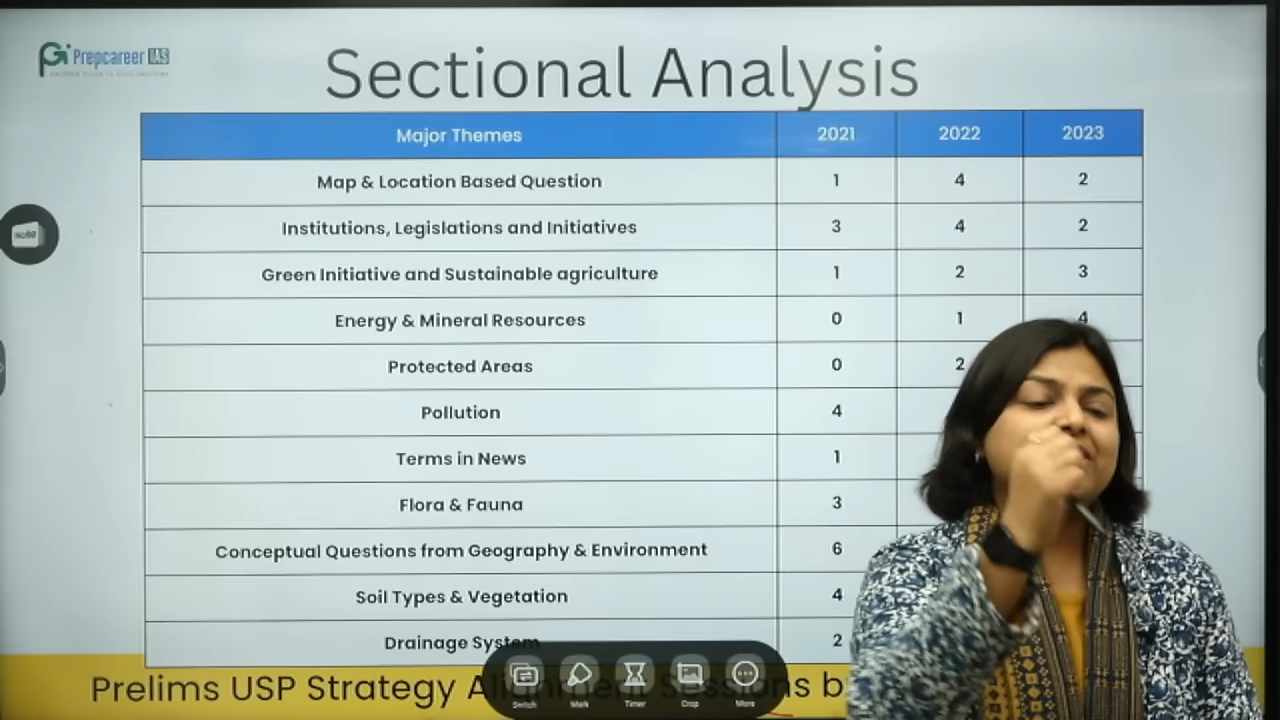 Prepcareer IAS
Sectional Analysis
Major Themes 2021 2022 2023
Map & Location Based Question 1 4 2
Institutions, Legislations and Initiatives 3 4 2
Green Initiative and Sustainable agriculture 1 2 3
Energy & Mineral Resources 0 1 4
Protected Areas 0 2
Pollution 4
Terms in News 1
Flora & Fauna 3
Conceptual Questions from Geography & Environment 6
Soil Types & Vegetation 4
Drainage System 2
Prelims USP Strategy Alignment Sessions b
Switch Mark Timer Crop More